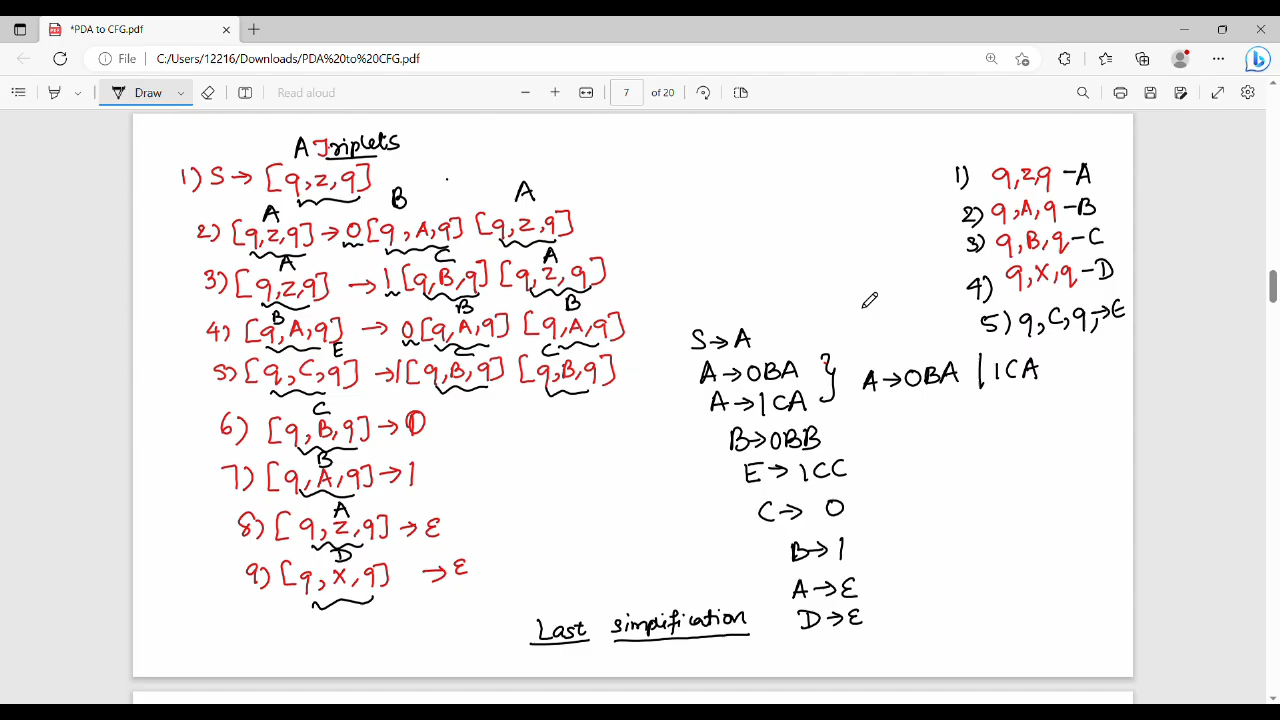 *PDA to CFG.pdf
File C:/Users/12216/Downloads/PDA%20to%20CFG.pdf
Draw Read aloud 7 of 20
A Triplets
1) S → [q,z,q]
A B A
2) [q,z,q] → 0[q,A,q] [q,z,q]
A C A
3) [q,z,q] → 1[q,B,q] [q,z,q]
B B B
4) [q,A,q] → 0[q,A,q] [q,A,q]
E C C
5) [q,C,q] → 1[q,B,q] [q,B,q]
C
6) [q,B,q] → 0
B
7) [q,A,q] → 1
A
8) [q,z,q] → ε
D
9) [q,x,q] → ε
1) q,z,q - A
2) q,A,q - B
3) q,B,q - C
4) q,x,q - D
5) q,C,q,→E
S → A
A → 0BA } A → 0BA | 1CA
A → 1CA
B → 0BB
E → 1CC
C → 0
B → 1
A → ε
D → ε
Last simplification